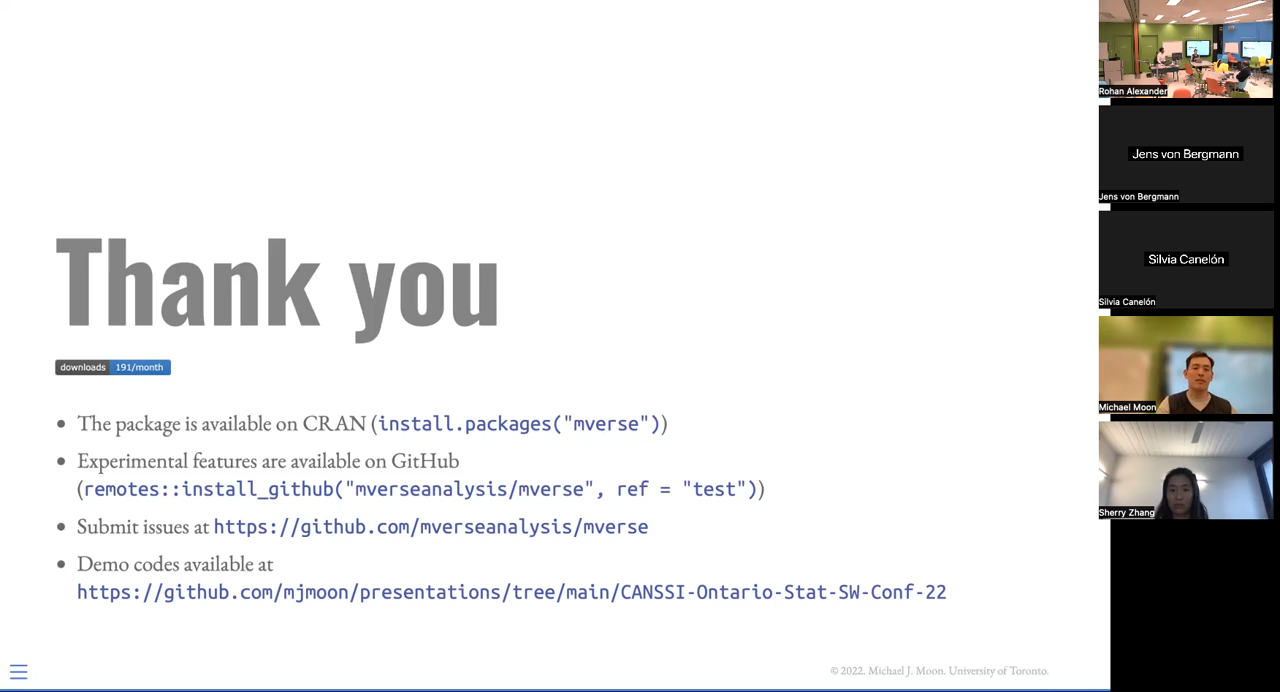 Thank you
downloads 191/month
• The package is available on CRAN (install.packages("mverse"))
• Experimental features are available on GitHub
(remotes::install_github("mverseanalysis/mverse", ref = "test"))
• Submit issues at https://github.com/mverseanalysis/mverse
• Demo codes available at
https://github.com/mjmoon/presentations/tree/main/CANSSI-Ontario-Stat-SW-Conf-22
© 2022. Michael J. Moon. University of Toronto.
Rohan Alexander
Jens von Bergmann
Jens von Bergmann
Silvia Canelón
Silvia Canelón
Michael Moon
Sherry Zhang